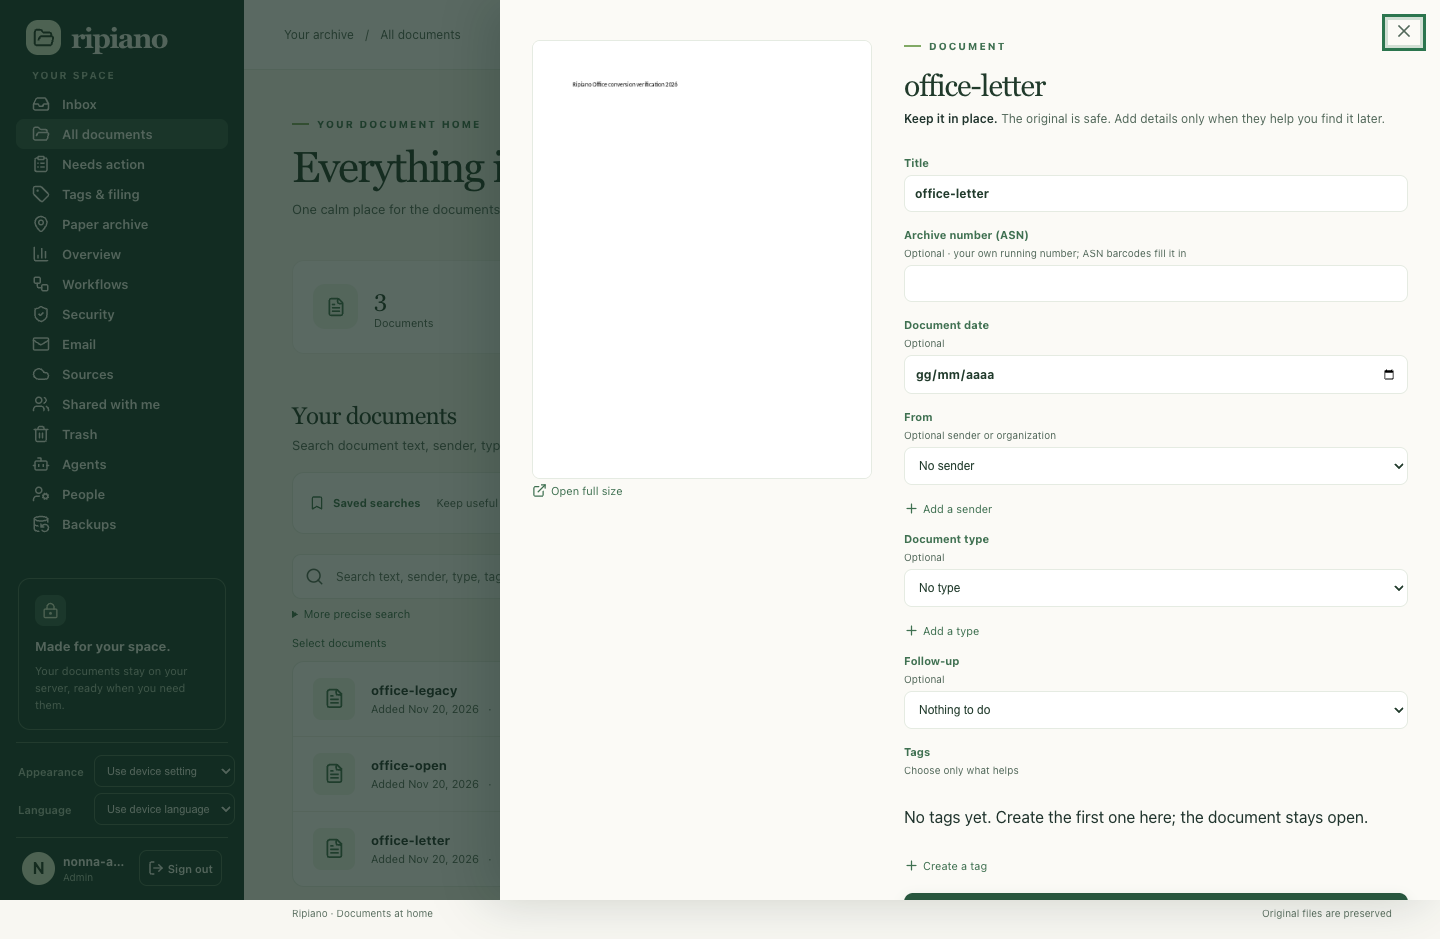 ripiano
YOUR SPACE
Inbox
All documents
Needs action
Tags & filing
Paper archive
Overview
Workflows
Security
Email
Sources
Shared with me
Trash
Agents
People
Backups
Made for your space.
Your documents stay on your
server, ready when you need
them.
Appearance
Use device setting
Language
Use device language
N
nonna-a...
Admin
Sign out
Your archive / All documents
YOUR DOCUMENT HOME
Everything
One calm place for the documents
3
Documents
Your documents
Search document text, sender, typ
Saved searches Keep useful
Search text, sender, type, tag
More precise search
Select documents
office-legacy
Added Nov 20, 2026 ·
office-open
Added Nov 20, 2026 ·
office-letter
Added Nov 20, 2026 ·
Ripiano Office conversion verification 2026
Open full size
DOCUMENT
office-letter
Keep it in place. The original is safe. Add details only when they help you find it later.
Title
office-letter
Archive number (ASN)
Optional · your own running number; ASN barcodes fill it in
Document date
Optional
gg/mm/aaaa
From
Optional sender or organization
No sender
Add a sender
Document type
Optional
No type
Add a type
Follow-up
Optional
Nothing to do
Tags
Choose only what helps
No tags yet. Create the first one here; the document stays open.
Create a tag
Ripiano · Documents at home
Original files are preserved